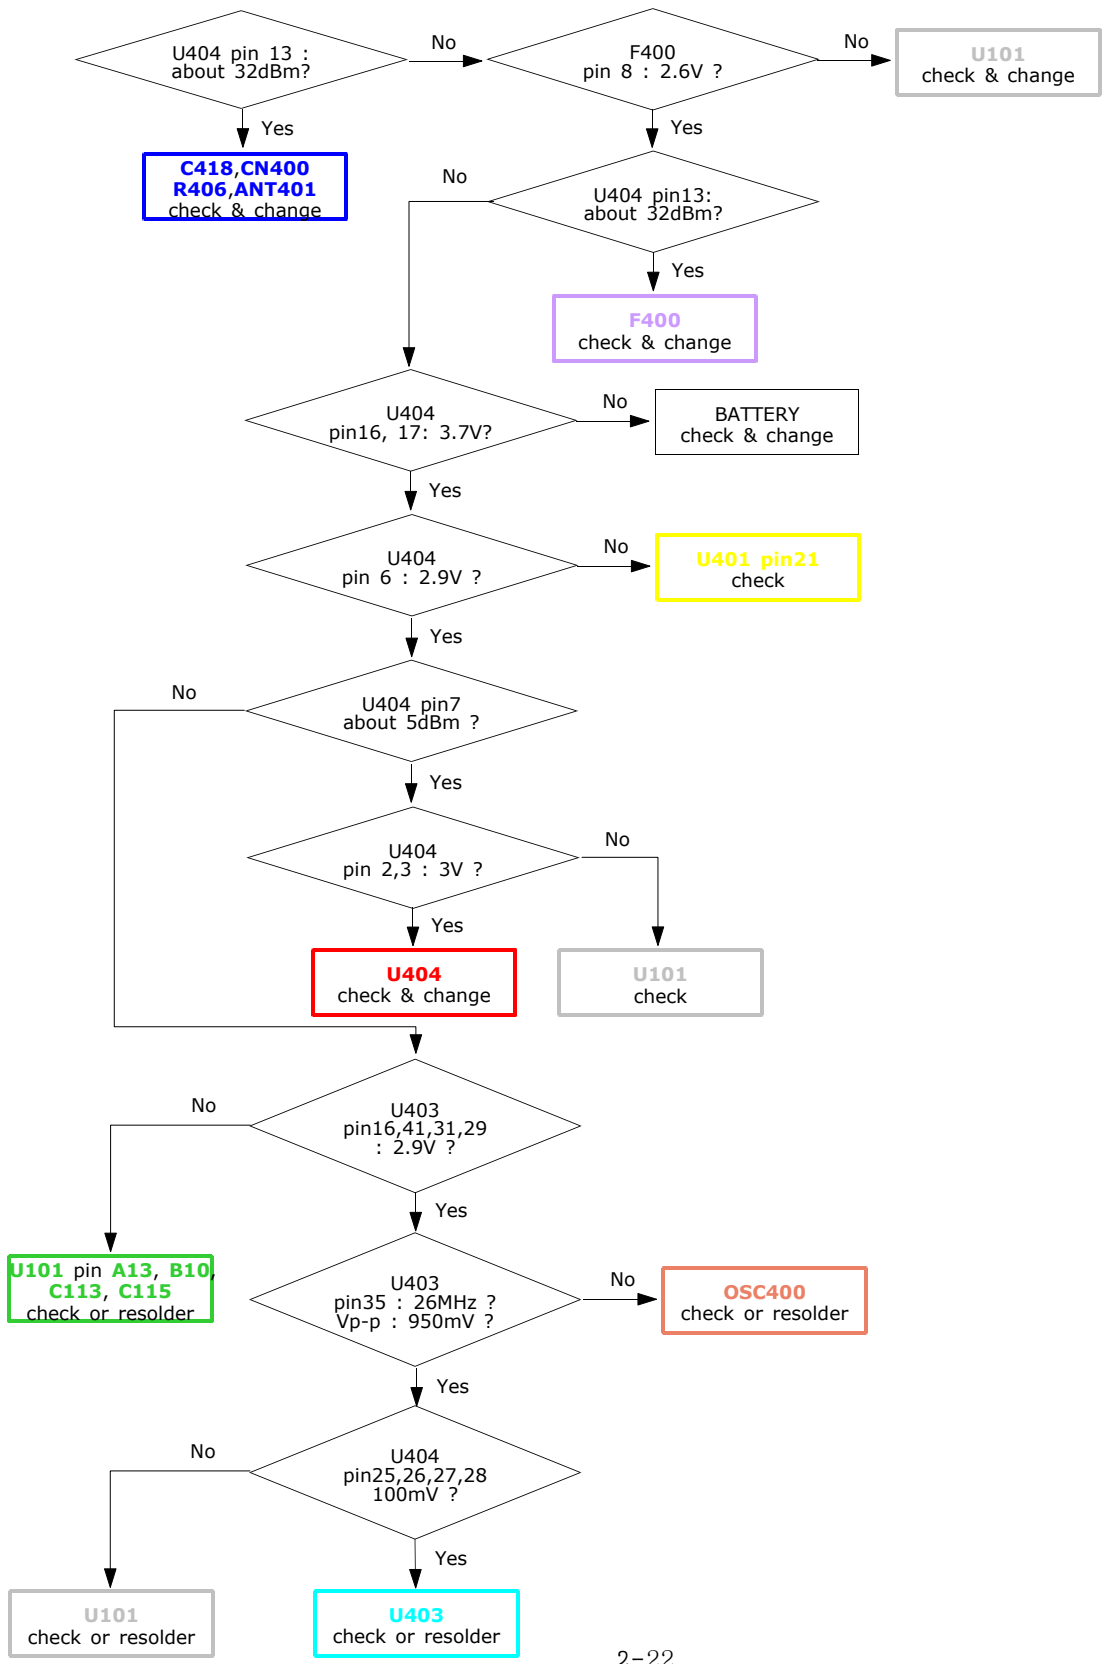 U404 pin 13 :
about 32dBm?
No
F400
pin 8 : 2.6V ?
No
U101
check & change
Yes
Yes
C418,CN400
R406,ANT401
check & change
No
U404 pin13:
about 32dBm?
Yes
F400
check & change
U404
pin16, 17: 3.7V?
No
BATTERY
check & change
Yes
U404
pin 6 : 2.9V ?
No
U401 pin21
check
Yes
No
U404 pin7
about 5dBm ?
Yes
U404
pin 2,3 : 3V ?
No
Yes
U404
check & change
U101
check
No
U403
pin16,41,31,29
: 2.9V ?
Yes
U101 pin A13, B10,
C113, C115
check or resolder
U403
pin35 : 26MHz ?
Vp-p : 950mV ?
No
OSC400
check or resolder
Yes
No
U404
pin25,26,27,28
100mV ?
Yes
U101
check or resolder
U403
check or resolder
2-22